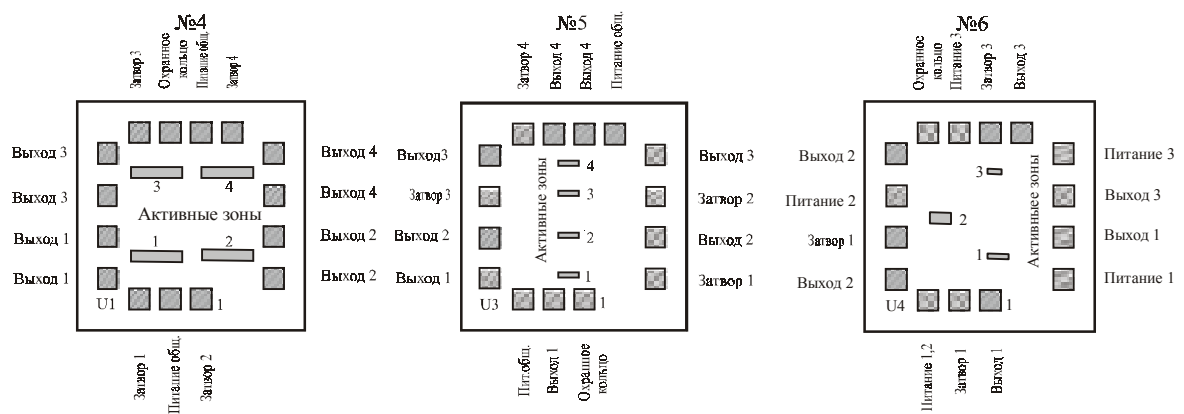 №4
Затвор 3
Охранное
кольцо
Питание общ.
Затвор 4
Выход 3
Выход 3
Выход 1
Выход 1
Выход 4
Выход 4
Выход 2
Выход 2
3
4
Активные зоны
1
2
U1
1
Затвор 1
Питание общ.
Затвор 2
№5
Затвор 4
Выход 4
Выход 4
Питание общ.
Выход3
Затвор 3
Выход 2
Выход 1
Выход 3
Затвор 2
Выход 2
Затвор 1
Активные зоны
4
3
2
1
U3
1
Пит.общ.
Выход 1
Охранное
кольцо
№6
Охранное
кольцо
Питание 3
Затвор 3
Выход 3
Выход 2
Питание 2
Затвор 1
Выход 2
Питание 3
Выход 3
Выход 1
Питание 1
3
2
1
Активныее зоны
U4
1
Питание 1,2
Затвор 1
Выход 1